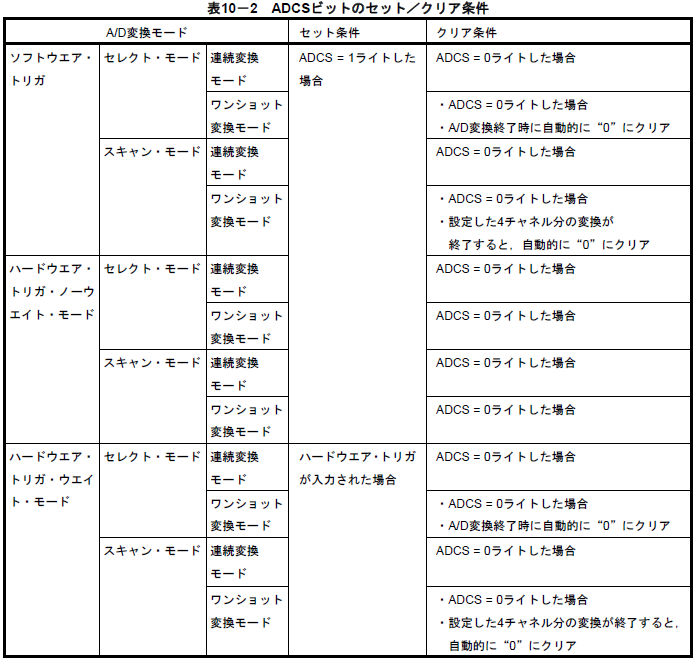 表10－2　ADCSビットのセット／クリア条件
A/D変換モード
セット条件
クリア条件
ソフトウエア・
トリガ
セレクト・モード
連続変換
モード
ADCS = 1ライトした
場合
ADCS = 0ライトした場合
ワンショット
変換モード
・ADCS = 0ライトした場合
・A/D変換終了時に自動的に“0”にクリア
スキャン・モード
連続変換
モード
ADCS = 0ライトした場合
ワンショット
変換モード
・ADCS = 0ライトした場合
・設定した4チャネル分の変換が
終了すると，自動的に“0”にクリア
ハードウエア・
トリガ・ノーウ
エイト・モード
セレクト・モード
連続変換
モード
ADCS = 0ライトした場合
ワンショット
変換モード
ADCS = 0ライトした場合
スキャン・モード
連続変換
モード
ADCS = 0ライトした場合
ワンショット
変換モード
ADCS = 0ライトした場合
ハードウエア・
トリガ・ウエイ
ト・モード
セレクト・モード
連続変換
モード
ハードウエア・トリガ
が入力された場合
ADCS = 0ライトした場合
ワンショット
変換モード
・ADCS = 0ライトした場合
・A/D変換終了時に自動的に“0”にクリア
スキャン・モード
連続変換
モード
ADCS = 0ライトした場合
ワンショット
変換モード
・ADCS = 0ライトした場合
・設定した4チャネル分の変換が終了すると，
自動的に“0”にクリア